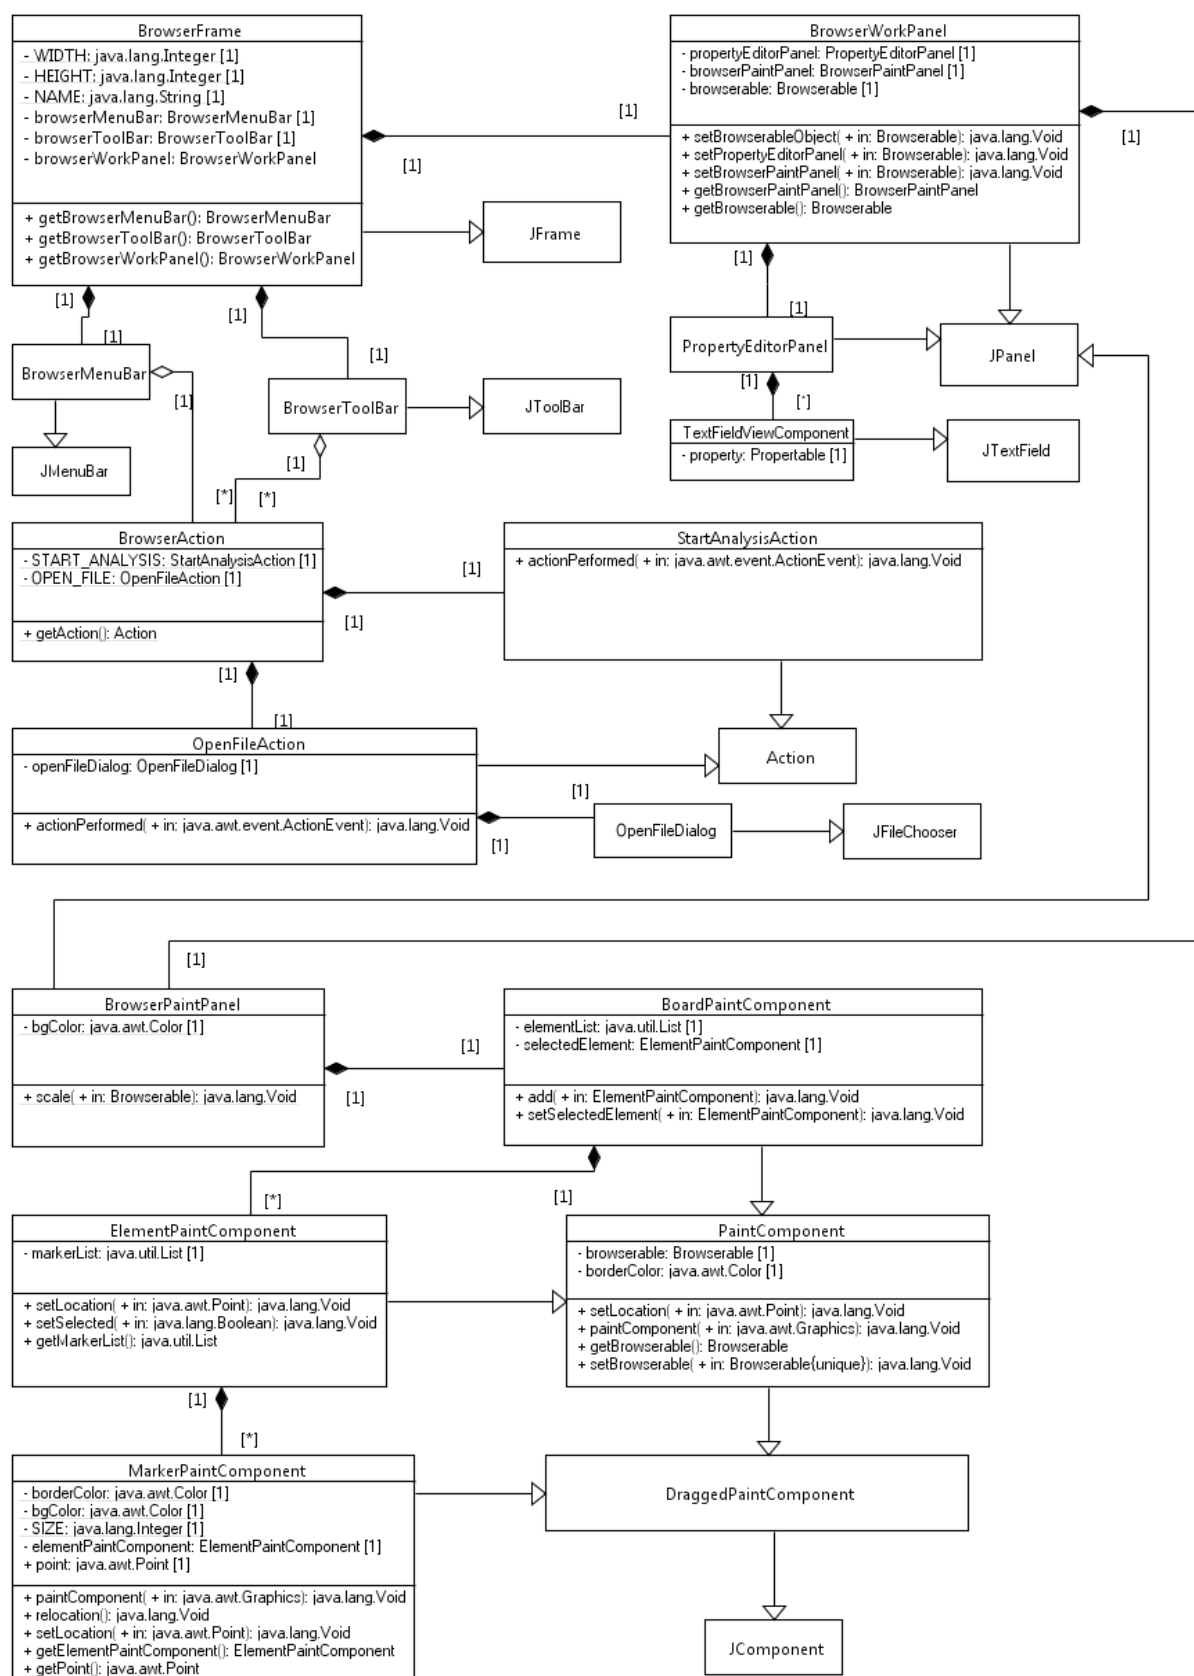 BrowserFrame
- WIDTH: java.lang.Integer [1]
- HEIGHT: java.lang.Integer [1]
- NAME: java.lang.String [1]
- browserMenuBar: BrowserMenuBar [1]
- browserToolBar: BrowserToolBar [1]
- browserWorkPanel: BrowserWorkPanel
+ getBrowserMenuBar(): BrowserMenuBar
+ getBrowserToolBar(): BrowserToolBar
+ getBrowserWorkPanel(): BrowserWorkPanel
[1]
[1]
BrowserWorkPanel
- propertyEditorPanel: PropertyEditorPanel [1]
- browserPaintPanel: BrowserPaintPanel [1]
- browserable: Browserable [1]
+ setBrowserableObject( + in: Browserable): java.lang.Void
+ setPropertyEditorPanel( + in: Browserable): java.lang.Void
+ setBrowserPaintPanel( + in: Browserable): java.lang.Void
+ getBrowserPaintPanel(): BrowserPaintPanel
+ getBrowserable(): Browserable
[1]
JFrame
[1]
[1]
[1]
[1]
[1]
[1]
BrowserMenuBar
[1]
JMenuBar
BrowserToolBar
JToolBar
[1]
[*]
[*]
PropertyEditorPanel
JPanel
[1]
[*]
TextFieldViewComponent
- property: Propertable [1]
JTextField
BrowserAction
- START_ANALYSIS: StartAnalysisAction [1]
- OPEN_FILE: OpenFileAction [1]
+ getAction(): Action
[1]
[1]
StartAnalysisAction
+ actionPerformed( + in: java.awt.event.ActionEvent): java.lang.Void
[1]
[1]
OpenFileAction
- openFileDialog: OpenFileDialog [1]
+ actionPerformed( + in: java.awt.event.ActionEvent): java.lang.Void
Action
[1]
[1]
OpenFileDialog
JFileChooser
[1]
BrowserPaintPanel
- bgColor: java.awt.Color [1]
+ scale( + in: Browserable): java.lang.Void
[1]
[1]
BoardPaintComponent
- elementList: java.util.List [1]
- selectedElement: ElementPaintComponent [1]
+ add( + in: ElementPaintComponent): java.lang.Void
+ setSelectedElement( + in: ElementPaintComponent): java.lang.Void
[*]
[1]
ElementPaintComponent
- markerList: java.util.List [1]
+ setLocation( + in: java.awt.Point): java.lang.Void
+ setSelected( + in: java.lang.Boolean): java.lang.Void
+ getMarkerList(): java.util.List
PaintComponent
- browserable: Browserable [1]
- borderColor: java.awt.Color [1]
+ setLocation( + in: java.awt.Point): java.lang.Void
+ paintComponent( + in: java.awt.Graphics): java.lang.Void
+ getBrowserable(): Browserable
+ setBrowserable( + in: Browserable{unique}): java.lang.Void
[1]
[*]
MarkerPaintComponent
- borderColor: java.awt.Color [1]
- bgColor: java.awt.Color [1]
- SIZE: java.lang.Integer [1]
- elementPaintComponent: ElementPaintComponent [1]
+ point: java.awt.Point [1]
+ paintComponent( + in: java.awt.Graphics): java.lang.Void
+ relocation(): java.lang.Void
+ setLocation( + in: java.awt.Point): java.lang.Void
+ getElementPaintComponent(): ElementPaintComponent
+ getPoint(): java.awt.Point
DraggedPaintComponent
JComponent